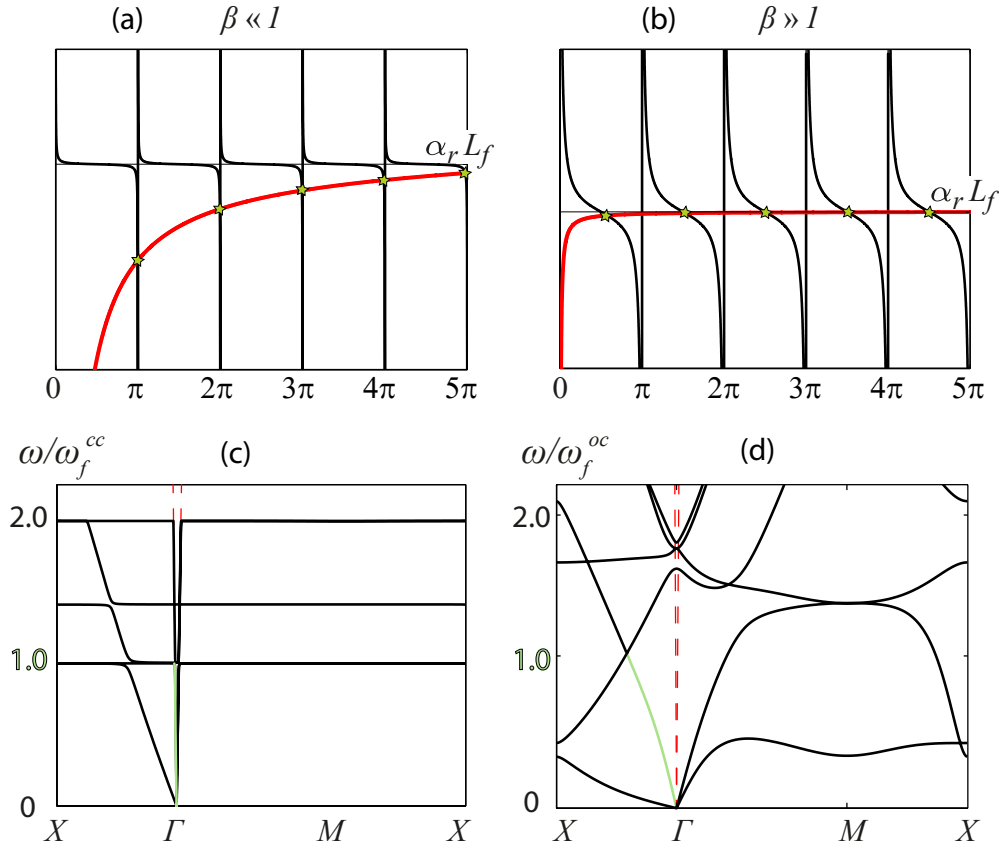 (a) β ≪ 1
(b) β ≫ 1
α_r L_f
α_r L_f
0 π 2π 3π 4π 5π
0 π 2π 3π 4π 5π
ω/ω_f^{cc} (c)
ω/ω_f^{oc} (d)
2.0
1.0
0
X Γ M X
2.0
1.0
0
X Γ M X